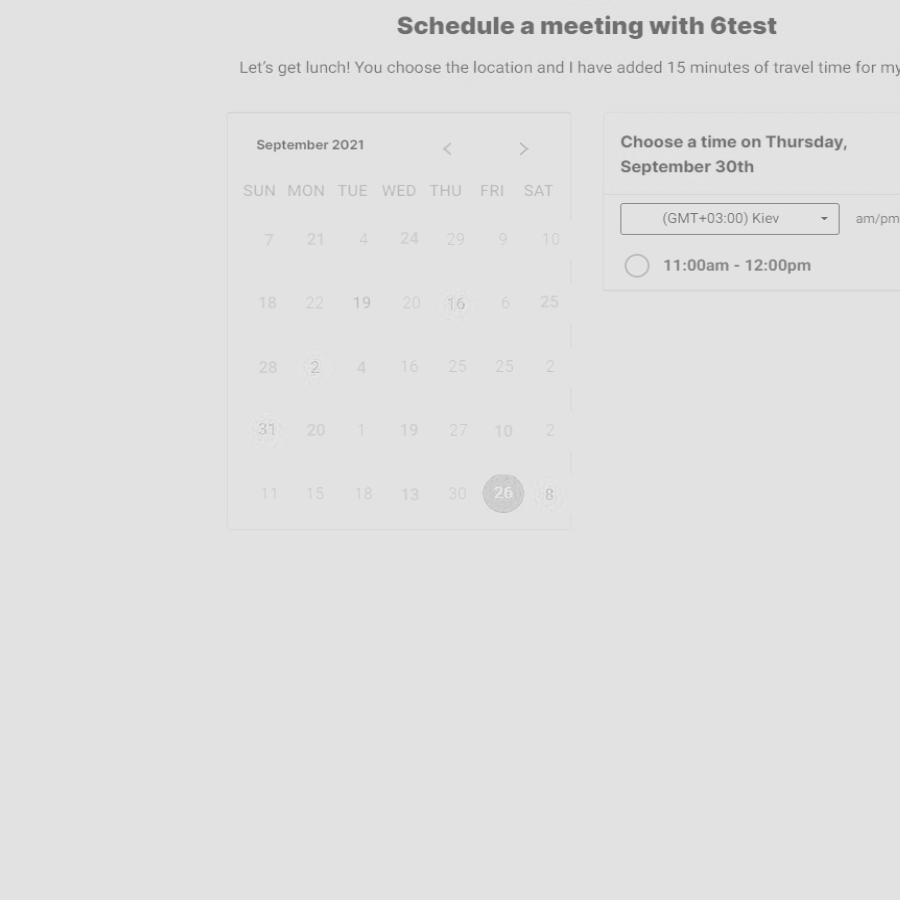 Schedule a meeting with 6test
Let's get lunch! You choose the location and I have added 15 minutes of travel time for my
September 2021
SUN MON TUE WED THU FRI SAT
7 21 4 24 29 9 10
18 22 19 20 16 6 25
28 2 4 16 25 25 2
31 20 1 19 27 10 2
11 15 18 13 30 26 8
Choose a time on Thursday,
September 30th
(GMT+03:00) Kiev am/pm
11:00am - 12:00pm